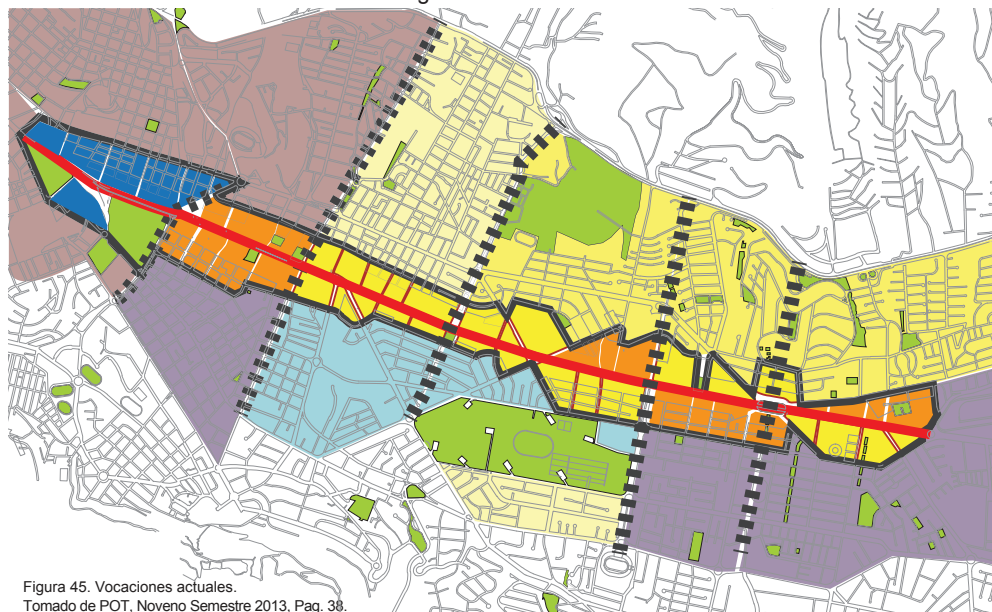 Figura 45. Vocaciones actuales.
Tomado de POT, Noveno Semestre 2013, Pag. 38.